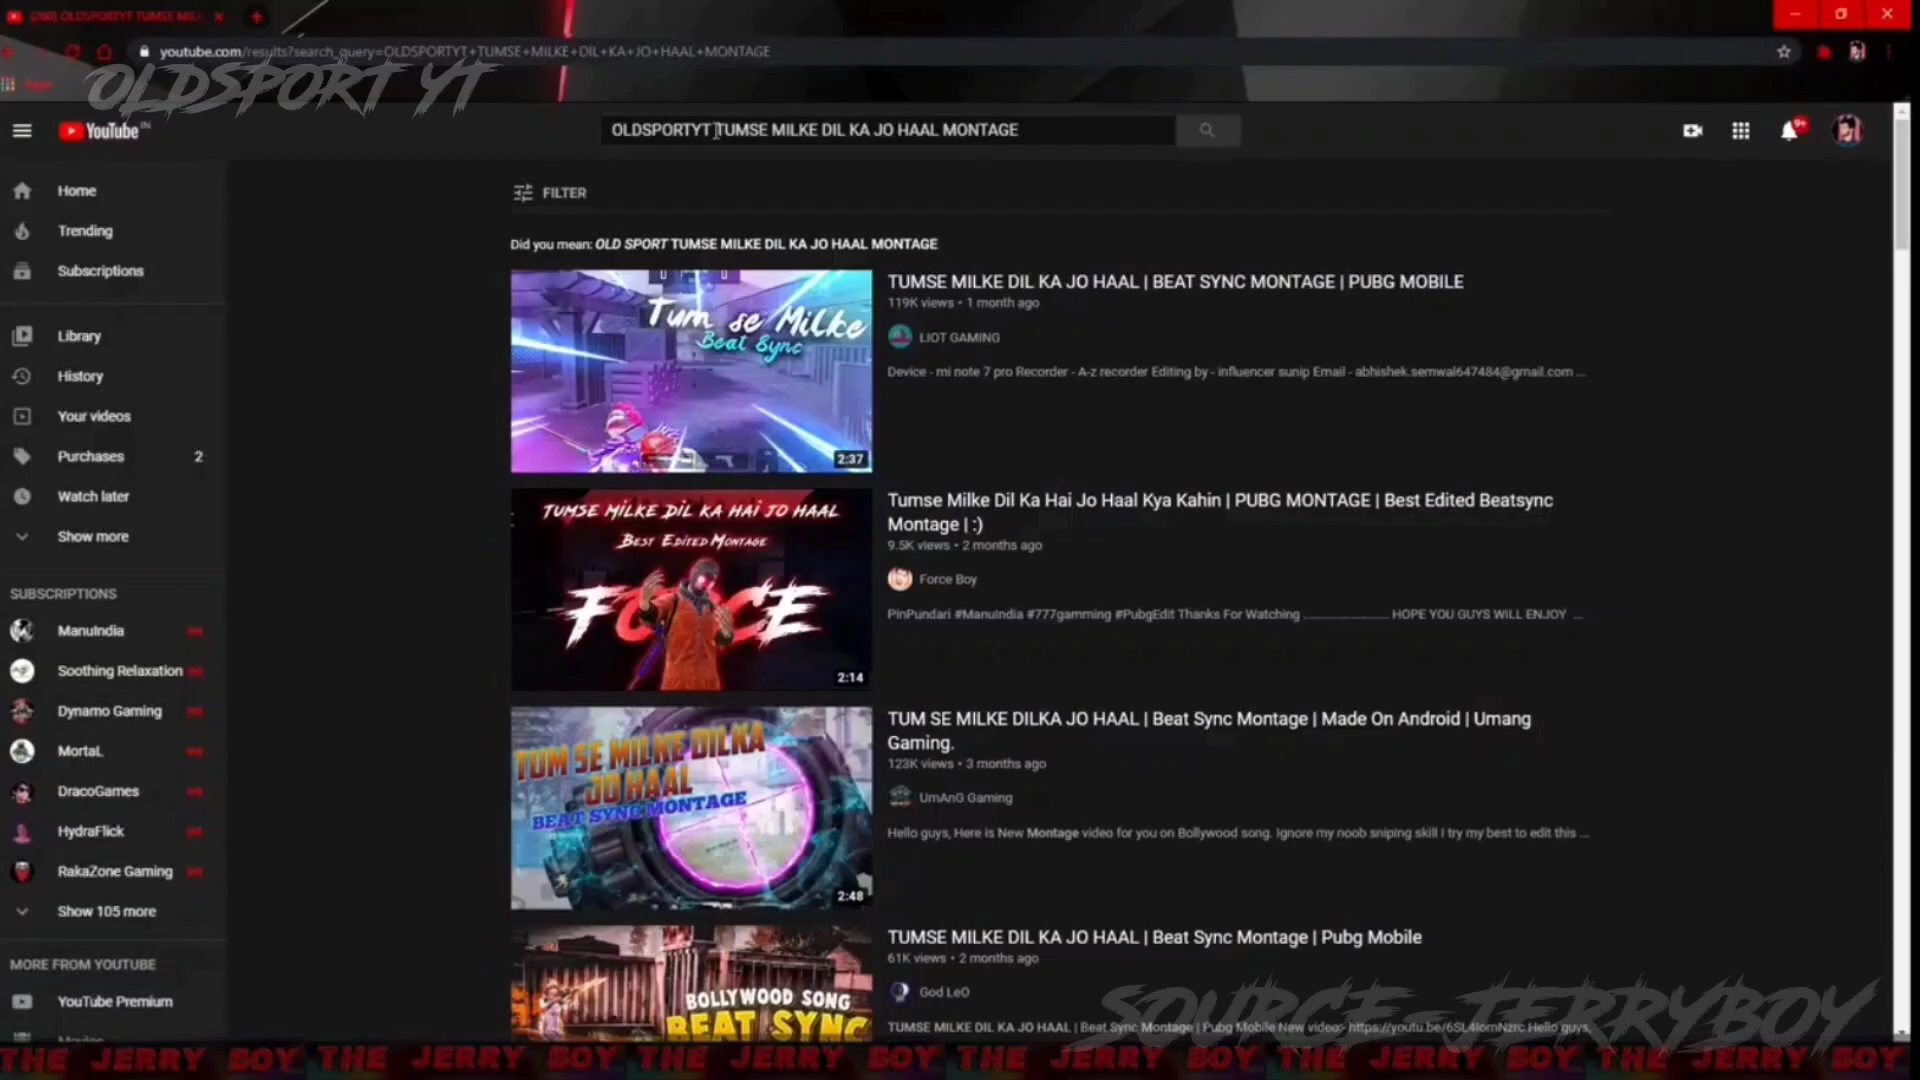 (260) OLDSPORTYT TUMSE MIL
youtube.com/results?search_query=OLDSPORTYT+TUMSE+MILKE+DIL+KA+JO+HAAL+MONTAGE
Apps
OLDSPORT YT
YouTube IN
OLDSPORTYT TUMSE MILKE DIL KA JO HAAL MONTAGE
9+
Home
Trending
Subscriptions
Library
History
Your videos
Purchases 2
Watch later
Show more
SUBSCRIPTIONS
ManuIndia
Soothing Relaxation
Dynamo Gaming
MortaL
DracoGames
HydraFlick
RakaZone Gaming
Show 105 more
MORE FROM YOUTUBE
YouTube Premium
Movies
FILTER
Did you mean: OLD SPORT TUMSE MILKE DIL KA JO HAAL MONTAGE
Tum se Milke
Beat Sync
2:37
TUMSE MILKE DIL KA JO HAAL | BEAT SYNC MONTAGE | PUBG MOBILE
119K views • 1 month ago
LIOT GAMING
Device - mi note 7 pro Recorder - A-z recorder Editing by - influencer sunip Email - abhishek.semwal647484@gmail.com ...
TUMSE MILKE DIL KA HAI JO HAAL
BEST EDITED MONTAGE
FORCE
2:14
Tumse Milke Dil Ka Hai Jo Haal Kya Kahin | PUBG MONTAGE | Best Edited Beatsync
Montage | :)
9.5K views • 2 months ago
Force Boy
PinPundari #ManuIndia #777gamming #PubgEdit Thanks For Watching ............................ HOPE YOU GUYS WILL ENJOY ...
TUM SE MILKE DILKA
JO HAAL
BEAT SYNC MONTAGE
2:48
TUM SE MILKE DILKA JO HAAL | Beat Sync Montage | Made On Android | Umang
Gaming.
123K views • 3 months ago
UmAnG Gaming
Hello guys, Here is New Montage video for you on Bollywood song. Ignore my noob sniping skill I try my best to edit this ...
BOLLYWOOD SONG
BEAT SYNC
TUMSE MILKE DIL KA JO HAAL | Beat Sync Montage | Pubg Mobile
61K views • 2 months ago
God LeO
TUMSE MILKE DIL KA JO HAAL | Beat Sync Montage | Pubg Mobile New video:- https://youtu.be/6SL4IomNzrc Hello guys,
SOURCE-JERRYBOY
THE JERRY BOY THE JERRY BOY THE JERRY BOY THE JERRY BOY THE JERRY BOY THE JERRY BOY